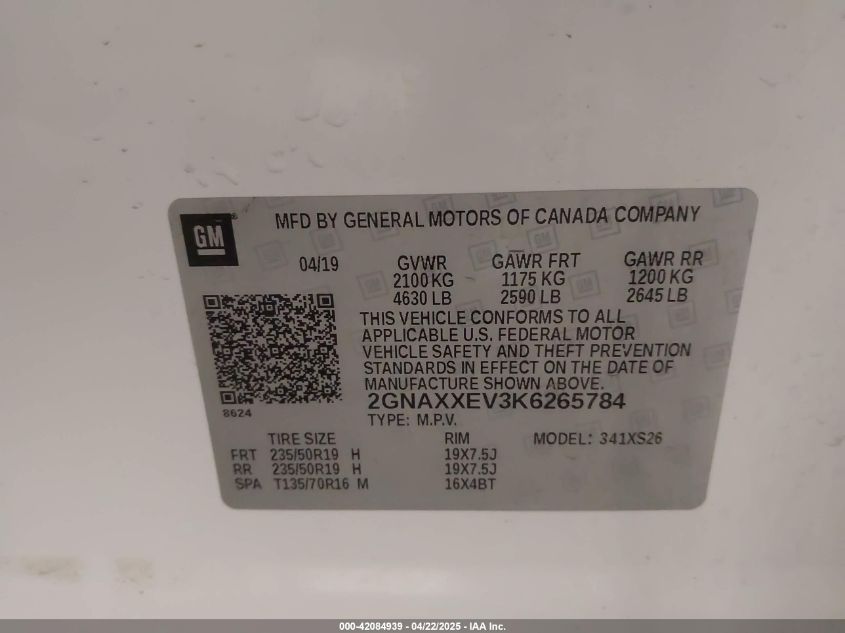 GM ®
MFD BY GENERAL MOTORS OF CANADA COMPANY
04/19 GVWR GAWR FRT GAWR RR
2100 KG 1175 KG 1200 KG
4630 LB 2590 LB 2645 LB
THIS VEHICLE CONFORMS TO ALL
APPLICABLE U.S. FEDERAL MOTOR
VEHICLE SAFETY AND THEFT PREVENTION
STANDARDS IN EFFECT ON THE DATE OF
MANUFACTURE SHOWN ABOVE.
8624
2GNAXXEV3K6265784
TYPE: M.P.V.
TIRE SIZE RIM MODEL: 341XS26
FRT 235/50R19 H 19X7.5J
RR 235/50R19 H 19X7.5J
SPA T135/70R16 M 16X4BT
000-42084939 - 04/22/2025 - IAA Inc.